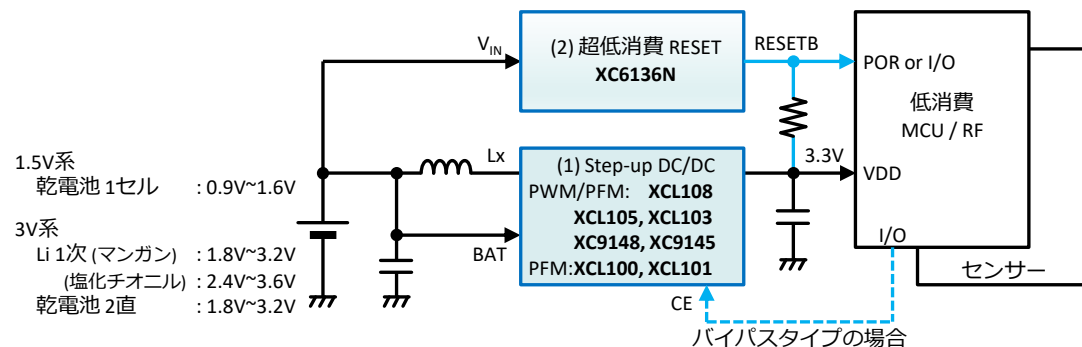 1.5V系
乾電池 1セル : 0.9V~1.6V
3V系
Li 1次 (マンガン) : 1.8V~3.2V
(塩化チオニル) : 2.4V~3.6V
乾電池 2直 : 1.8V~3.2V
VIN
(2) 超低消費 RESET
XC6136N
RESETB
Lx
BAT
(1) Step-up DC/DC
PWM/PFM: XCL108
XCL105, XCL103
XC9148, XC9145
PFM:XCL100, XCL101
CE
3.3V
POR or I/O
低消費
MCU / RF
VDD
I/O
センサー
バイパスタイプの場合